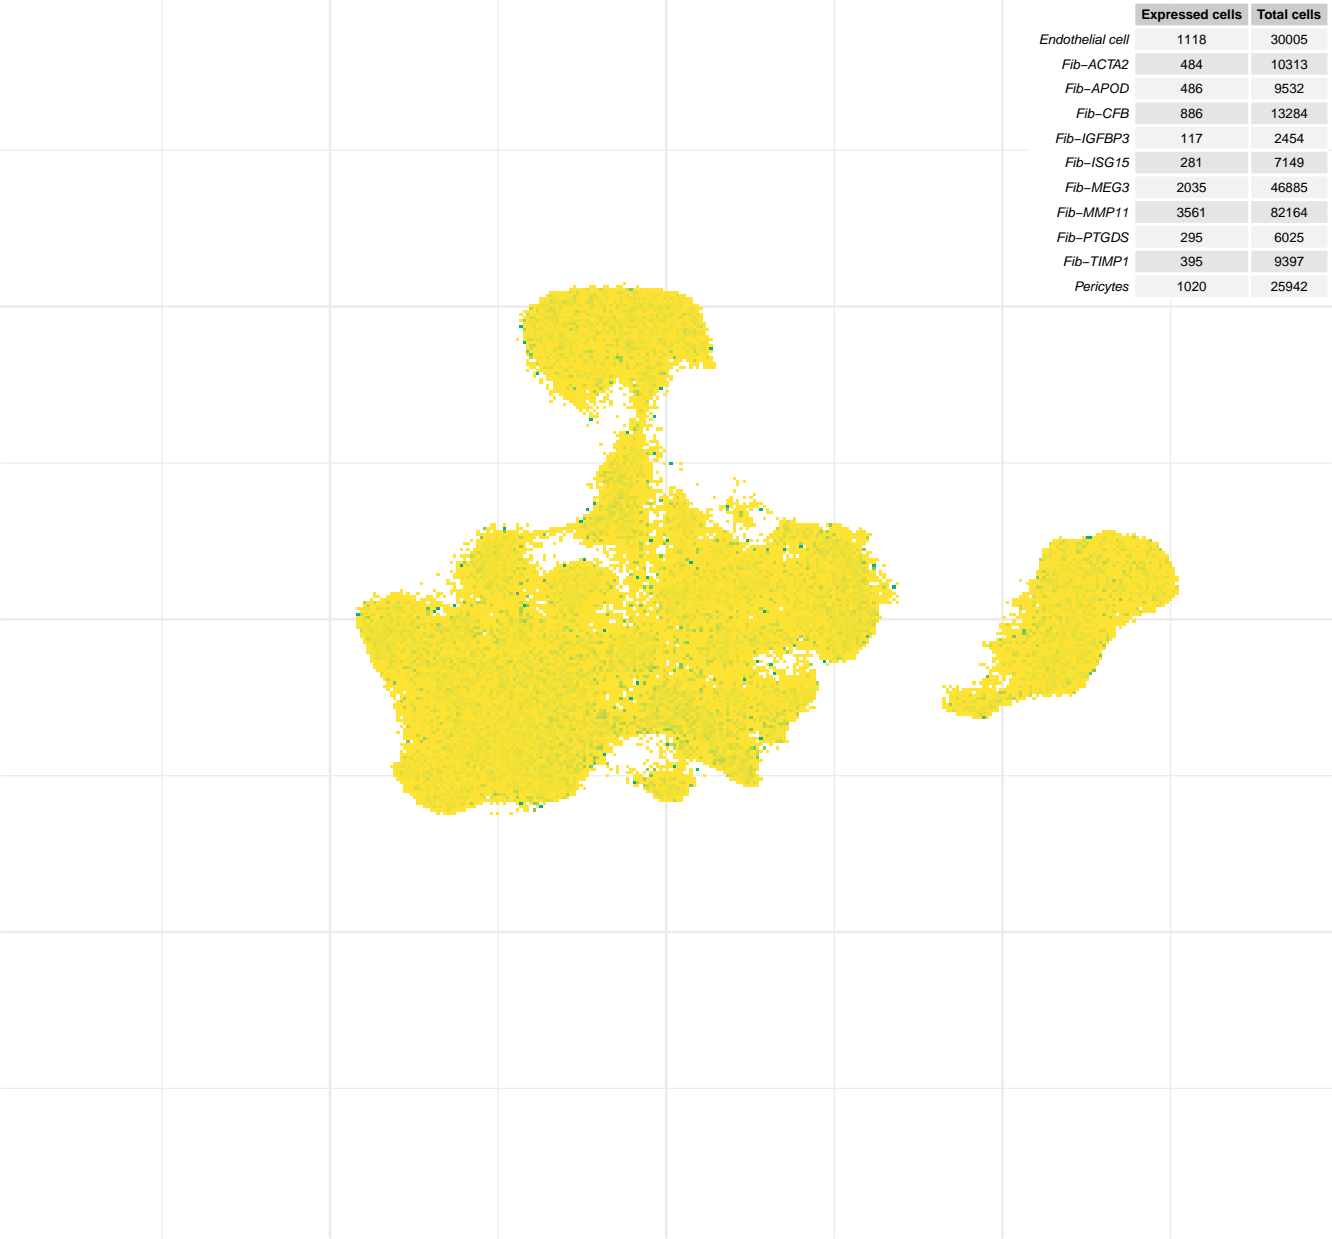 Expressed cells Total cells
Endothelial cell 1118 30005
Fib−ACTA2 484 10313
Fib−APOD 486 9532
Fib−CFB 886 13284
Fib−IGFBP3 117 2454
Fib−ISG15 281 7149
Fib−MEG3 2035 46885
Fib−MMP11 3561 82164
Fib−PTGDS 295 6025
Fib−TIMP1 395 9397
Pericytes 1020 25942